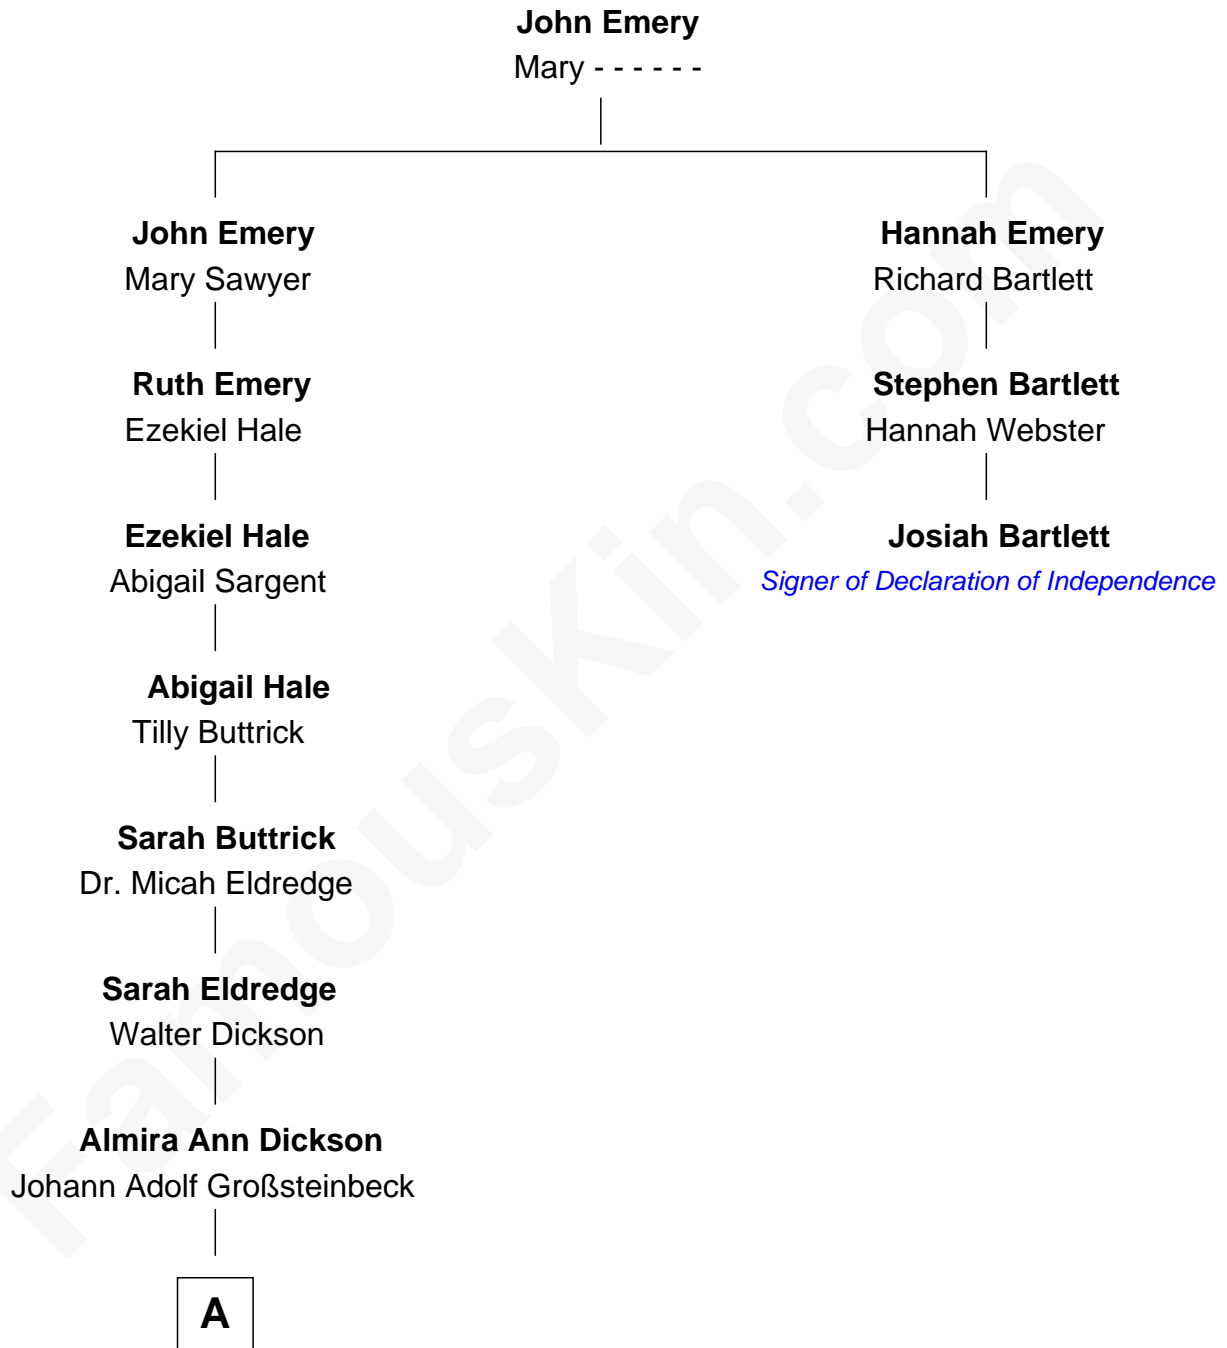 John Emery
Mary - - - - - -
John Emery
Mary Sawyer
Hannah Emery
Richard Bartlett
Ruth Emery
Ezekiel Hale
Stephen Bartlett
Hannah Webster
Ezekiel Hale
Abigail Sargent
Josiah Bartlett
Signer of Declaration of Independence
Abigail Hale
Tilly Buttrick
Sarah Buttrick
Dr. Micah Eldredge
Sarah Eldredge
Walter Dickson
Almira Ann Dickson
Johann Adolf Großsteinbeck
A
FamousKin.com